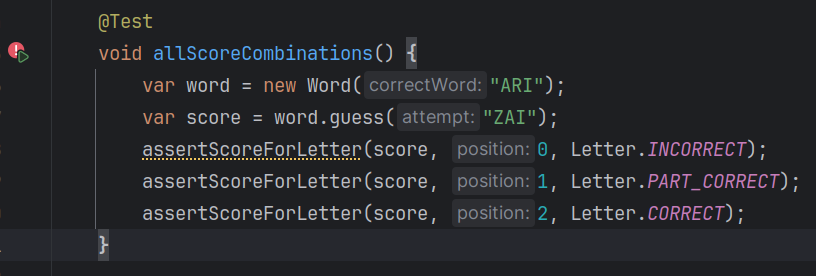 @Test
void allScoreCombinations() {
var word = new Word( correctWord: "ARI");
var score = word.guess( attempt: "ZAI");
assertScoreForLetter(score, position: 0, Letter.INCORRECT);
assertScoreForLetter(score, position: 1, Letter.PART_CORRECT);
assertScoreForLetter(score, position: 2, Letter.CORRECT);
}